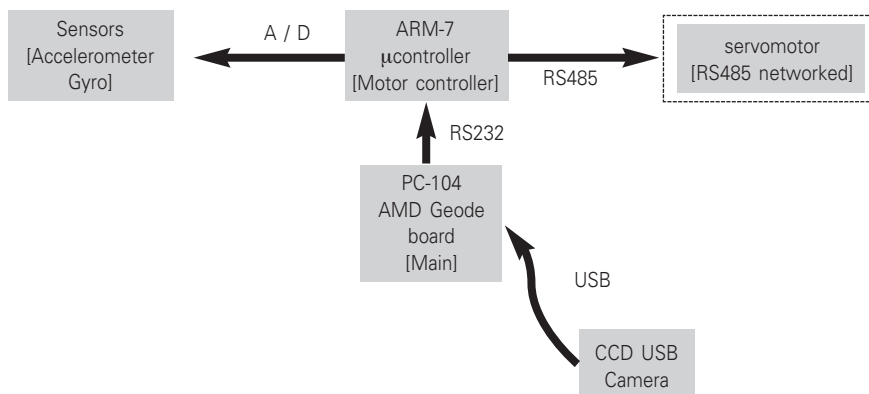 Sensors
[Accelerometer
Gyro]
A / D
ARM-7
μcontroller
[Motor controller]
RS485
servomotor
[RS485 networked]
RS232
PC-104
AMD Geode
board
[Main]
USB
CCD USB
Camera